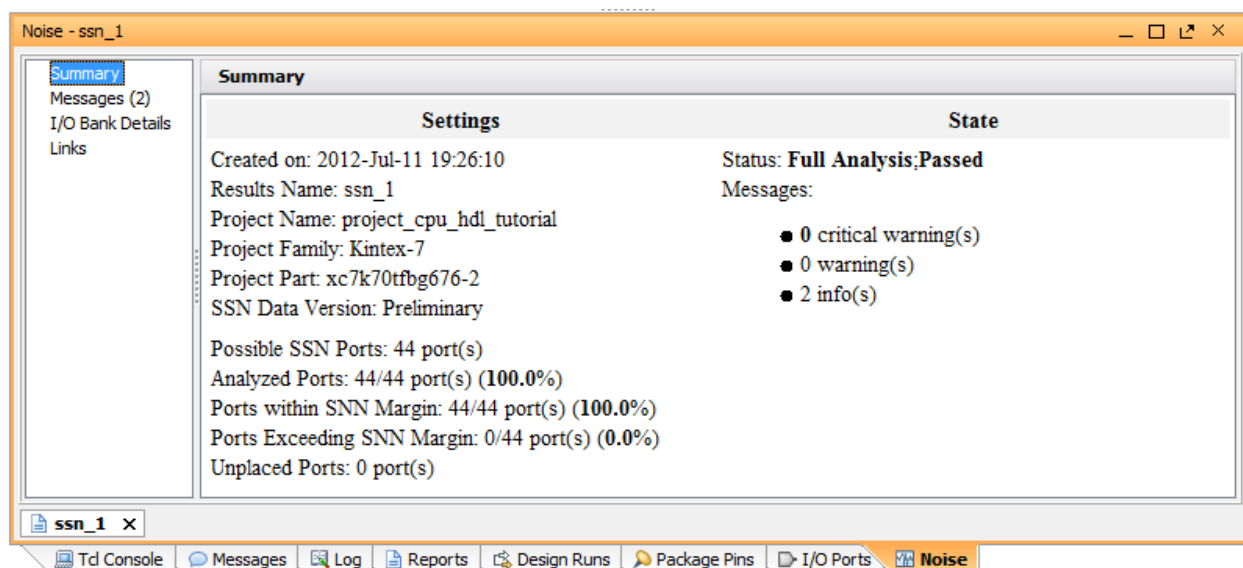 Noise - ssn_1
Summary
Messages (2)
I/O Bank Details
Links
Summary
Settings
State
Created on: 2012-Jul-11 19:26:10
Results Name: ssn_1
Project Name: project_cpu_hdl_tutorial
Project Family: Kintex-7
Project Part: xc7k70tfbg676-2
SSN Data Version: Preliminary
Possible SSN Ports: 44 port(s)
Analyzed Ports: 44/44 port(s) (100.0%)
Ports within SNN Margin: 44/44 port(s) (100.0%)
Ports Exceeding SNN Margin: 0/44 port(s) (0.0%)
Unplaced Ports: 0 port(s)
Status: Full Analysis;Passed
Messages:
0 critical warning(s)
0 warning(s)
2 info(s)
ssn_1
Tcl Console Messages Log Reports Design Runs Package Pins I/O Ports Noise